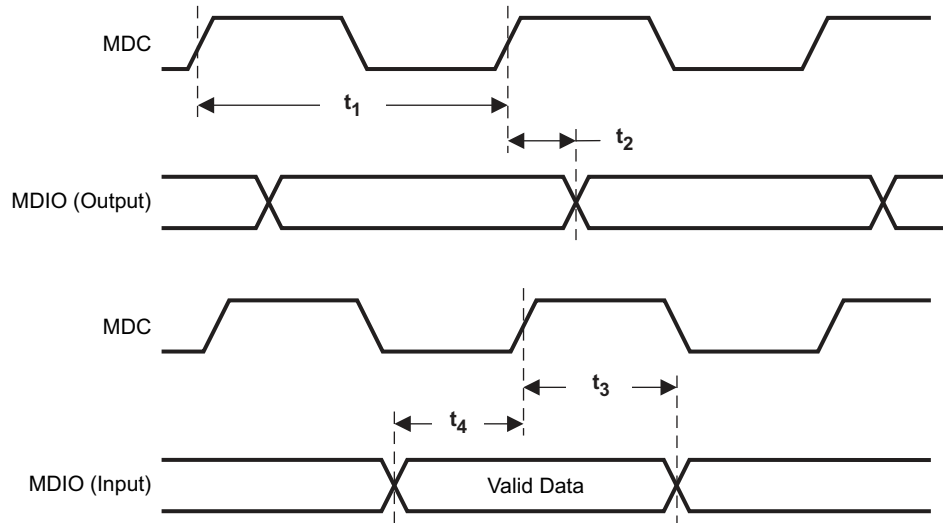 MDC
t1
t2
MDIO (Output)
MDC
t3
t4
MDIO (Input)
Valid Data